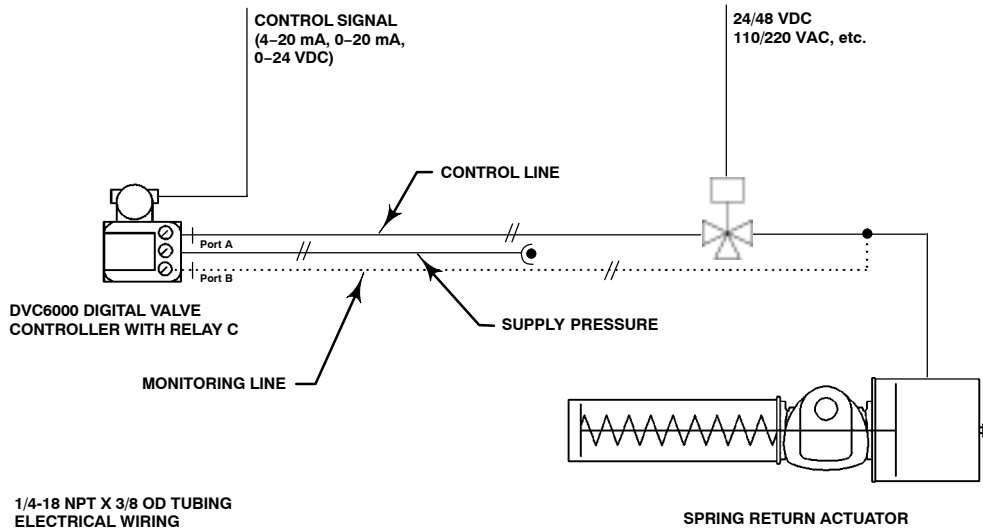 CONTROL SIGNAL
(4–20 mA, 0–20 mA,
0–24 VDC)
24/48 VDC
110/220 VAC, etc.
CONTROL LINE
Port A
Port B
DVC6000 DIGITAL VALVE
CONTROLLER WITH RELAY C
SUPPLY PRESSURE
MONITORING LINE
1/4-18 NPT X 3/8 OD TUBING
ELECTRICAL WIRING
SPRING RETURN ACTUATOR